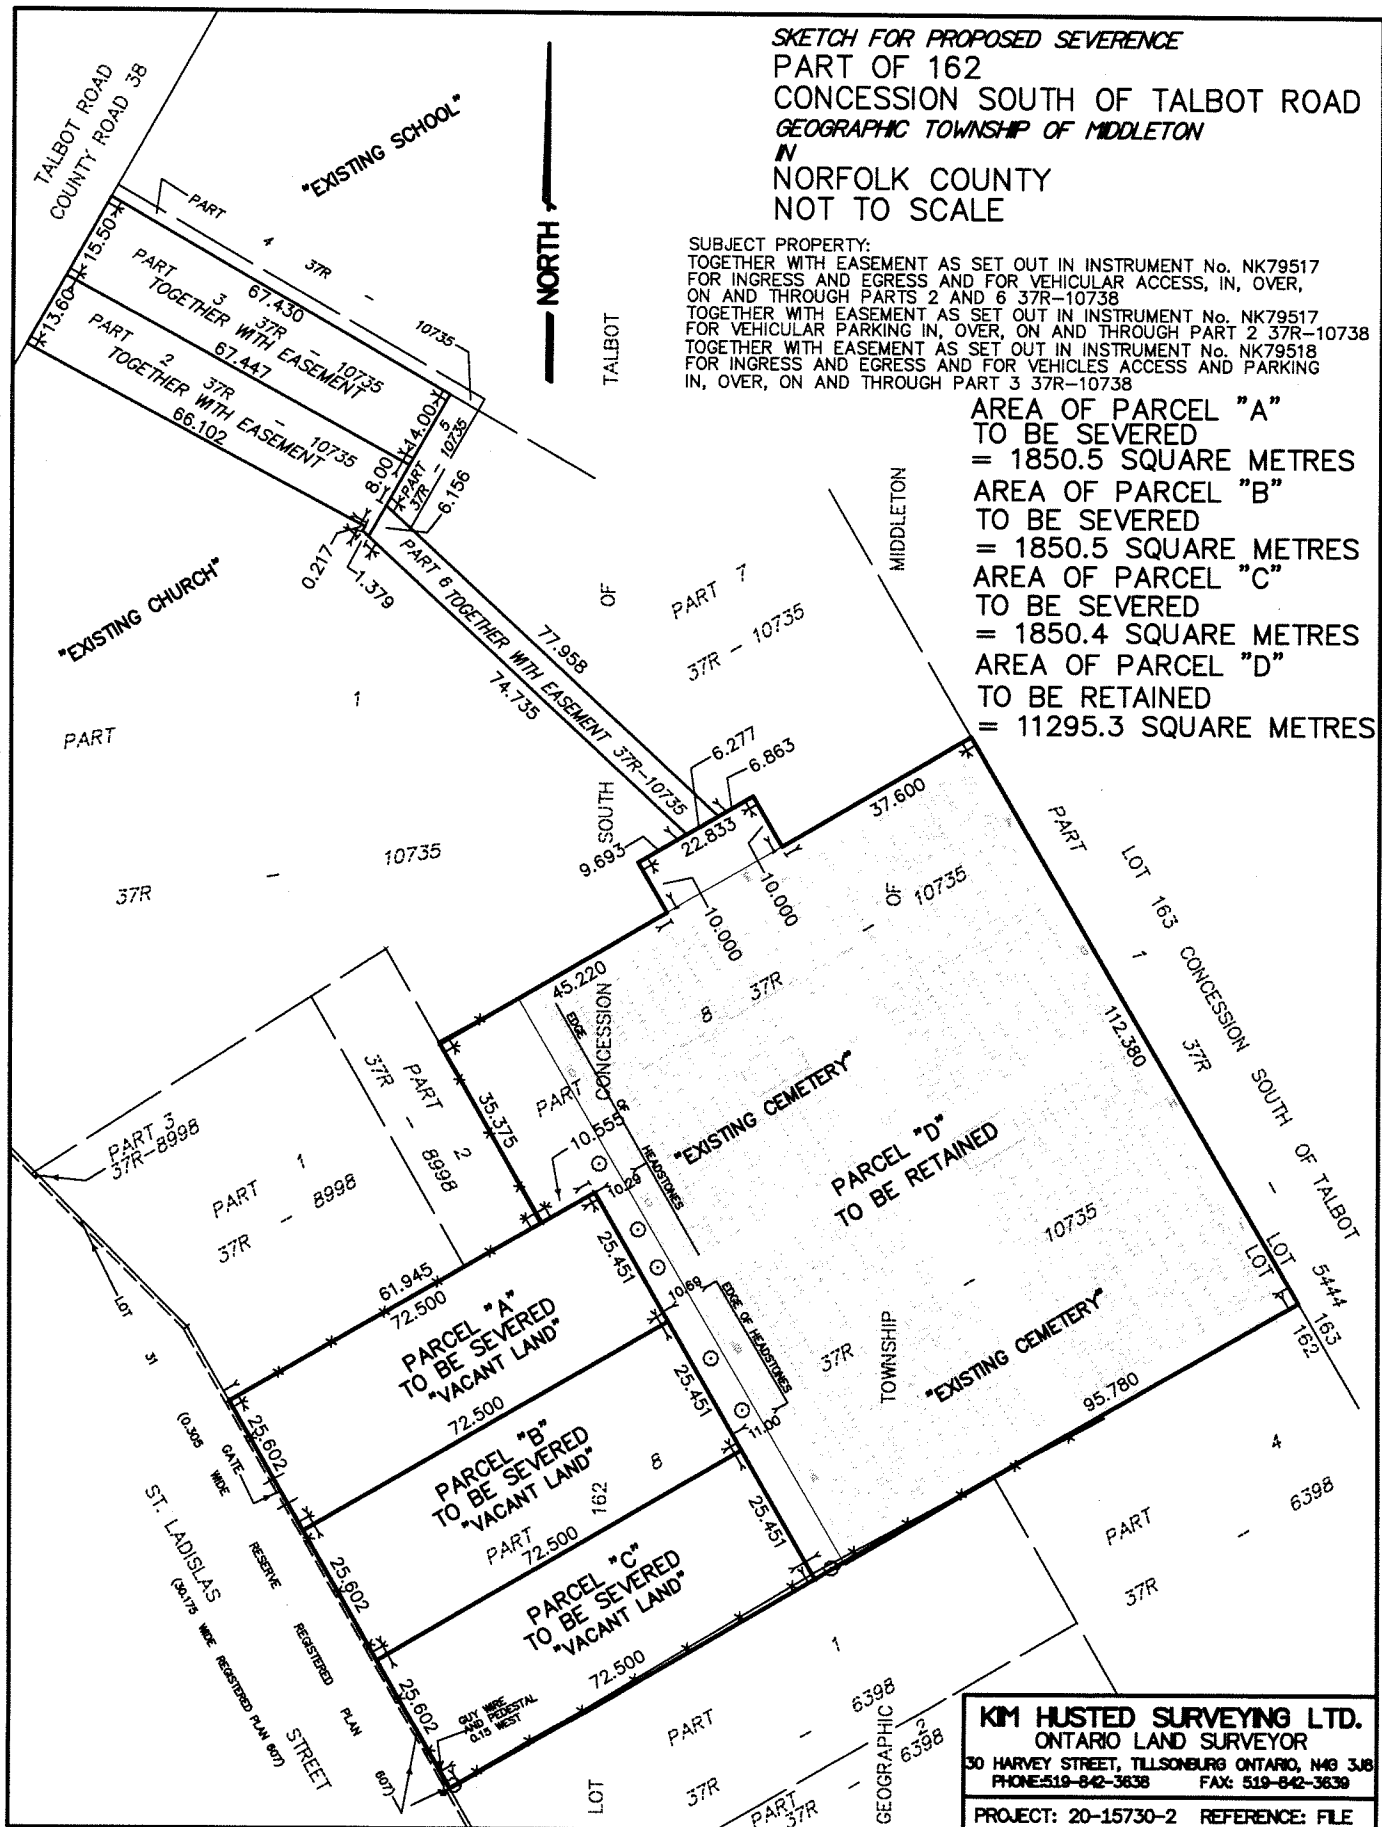 SKETCH FOR PROPOSED SEVERENCE
PART OF 162
CONCESSION SOUTH OF TALBOT ROAD
GEOGRAPHIC TOWNSHIP OF MIDDLETON
IN
NORFOLK COUNTY
NOT TO SCALE
SUBJECT PROPERTY:
TOGETHER WITH EASEMENT AS SET OUT IN INSTRUMENT No. NK79517
FOR INGRESS AND EGRESS AND FOR VEHICULAR ACCESS, IN, OVER,
ON AND THROUGH PARTS 2 AND 6 37R-10738
TOGETHER WITH EASEMENT AS SET OUT IN INSTRUMENT No. NK79517
FOR VEHICULAR PARKING IN, OVER, ON AND THROUGH PART 2 37R-10738
TOGETHER WITH EASEMENT AS SET OUT IN INSTRUMENT No. NK79518
FOR INGRESS AND EGRESS AND FOR VEHICLES ACCESS AND PARKING
IN, OVER, ON AND THROUGH PART 3 37R-10738
AREA OF PARCEL "A"
TO BE SEVERED
= 1850.5 SQUARE METRES
AREA OF PARCEL "B"
TO BE SEVERED
= 1850.5 SQUARE METRES
AREA OF PARCEL "C"
TO BE SEVERED
= 1850.4 SQUARE METRES
AREA OF PARCEL "D"
TO BE RETAINED
= 11295.3 SQUARE METRES
TALBOT ROAD
COUNTY ROAD 38
"EXISTING SCHOOL"
NORTH
PART 4 37R - 10735
15.50
13.60
PART 3 37R - 10735
67.430
TOGETHER WITH EASEMENT
67.447
PART 2 37R - 10735
TOGETHER WITH EASEMENT
66.102
14.00
8.00
PART 5
37R - 10735
6.156
0.217
1.379
"EXISTING CHURCH"
PART 6 TOGETHER WITH EASEMENT 37R-10735
77.958
74.735
PART 7
37R - 10735
PART 1
37R - 10735
LOT 162 CONCESSION SOUTH OF TALBOT
GEOGRAPHIC TOWNSHIP OF MIDDLETON
6.277
6.863
22.833
9.693
10.000
10.000
37.600
45.220
PART 8 37R - 10735
EDGE OF HEADSTONES
35.375
10.555
10.29
"EXISTING CEMETERY"
PARCEL "D"
TO BE RETAINED
112.380
PART 1 37R - 5444
LOT 163 CONCESSION SOUTH OF TALBOT
LOT 163
LOT 162
37R - 10735
"EXISTING CEMETERY"
95.780
PART 2
37R - 8998
PART 3
37R-8998
PART 1
37R - 8998
61.945
72.500
PARCEL "A"
TO BE SEVERED
"VACANT LAND"
25.451
10.69
EDGE OF HEADSTONES
72.500
PARCEL "B"
TO BE SEVERED
"VACANT LAND"
25.451
11.00
PART 8
72.500
PARCEL "C"
TO BE SEVERED
"VACANT LAND"
25.451
72.500
25.602
25.602
25.602
GATE
LOT 31
(0.305 WIDE RESERVE REGISTERED PLAN 607)
ST. LADISLAS STREET
(30.175 WIDE REGISTERED PLAN 607)
GUY WIRE
AND PEDESTAL
0.15 WEST
PART 1
37R - 6398
PART 2
37R - 6398
PART 4
37R - 6398
KIM HUSTED SURVEYING LTD.
ONTARIO LAND SURVEYOR
30 HARVEY STREET, TILLSONBURG ONTARIO, N4G 3J8
PHONE:519-842-3638 FAX: 519-842-3639
PROJECT: 20-15730-2 REFERENCE: FILE